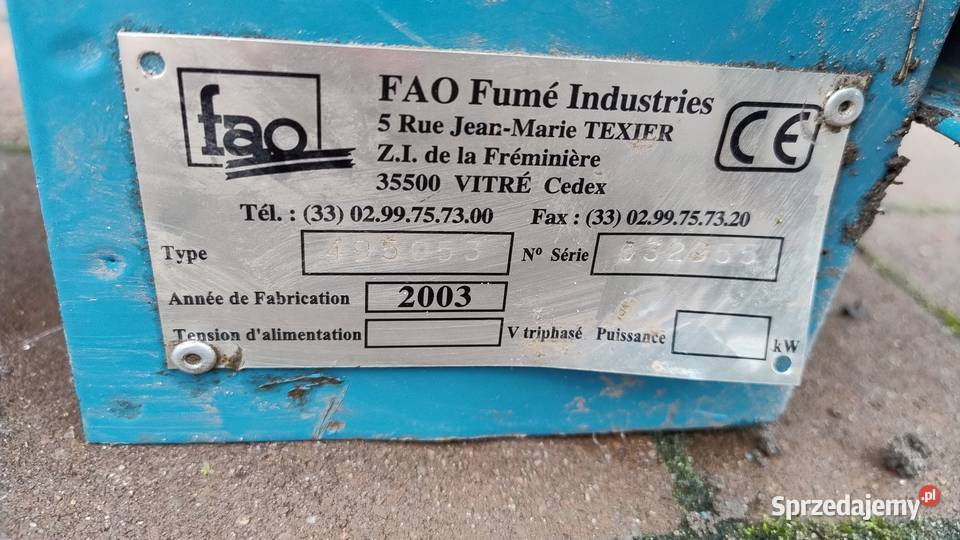 fao
FAO Fumé Industries
5 Rue Jean-Marie TEXIER
Z.I. de la Fréminière
35500 VITRÉ Cedex
CE
Tél. : (33) 02.99.75.73.00 Fax : (33) 02.99.75.73.20
Type 495053 N° Série
Année de Fabrication 2003
Tension d'alimentation V triphasé Puissance kW
Sprzedajemy.pl